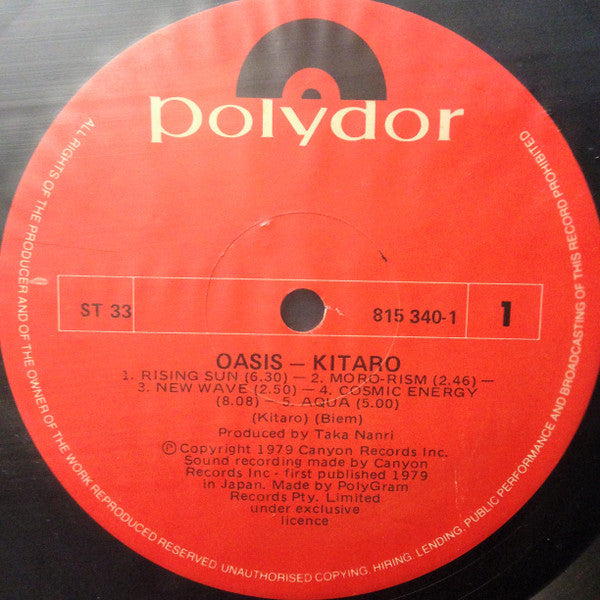 polydor
ST 33
815 340-1
1
OASIS — KITARO
1. RISING SUN (6.30) — 2. MORO-RISM (2.46) —
3. NEW WAVE (2.50) — 4. COSMIC ENERGY
(8.08) — 5. AQUA (5.00)
(Kitaro) (Biem)
Produced by Taka Nanri
Ⓟ Copyright 1979 Canyon Records Inc.
Sound recording made by Canyon
Records Inc - first published 1979
in Japan. Made by PolyGram
Records Pty. Limited
under exclusive
licence
ALL RIGHTS OF THE PRODUCER AND OF THE OWNER OF THE WORK REPRODUCED RESERVED. UNAUTHORISED COPYING, HIRING, LENDING, PUBLIC PERFORMANCE AND BROADCASTING OF THIS RECORD PROHIBITED